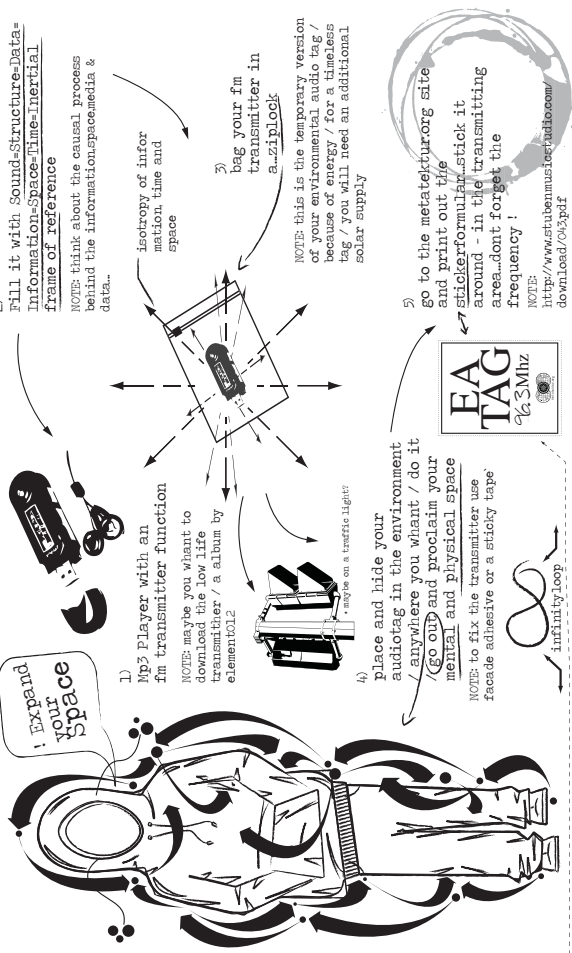 ! Expand
your
Space
1)
Mp3 Player with an
fm transmitter function
NOTE: maybe you whant to
download the low life
transmither / a album by
element012
Fill it with Sound=Structure=Data=
Information=Space=Time=Inertial
frame of reference
NOTE: think about the causal process
behind the information,space,media &
data...
isotropy of infor
mation, time and
space
3)
bag your fm
transmitter in
a...Ziplock
NOTE: this is the temporary version
of your environmental audio tag /
because of energy / for a timeless
tag / you will need an additional
solar supply
maybe on a traffic light?
4)
place and hide your
audiotag in the environment
/ anywhere you whant / do it
/ go out and proclaim your
mental and physical space
NOTE: to fix the transmitter use
facade adhesive or a sticky tape`
infinityloop
EA
TAG
96,3Mhz
5)
go to the metatektur.org site
and print out the
stickerformular...stick it
around - in the transmitting
area...dont forget the
frequency !
NOTE:
http://www.stubenmusicstudio.com/
download/043.pdf